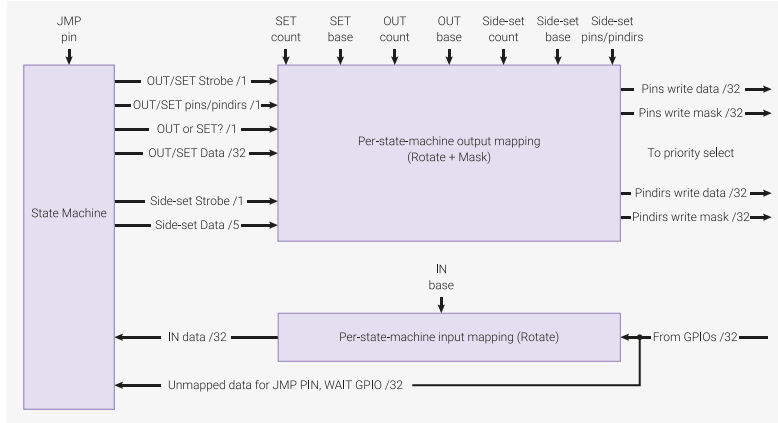 JMP
pin
SET
count
SET
base
OUT
count
OUT
base
Side-set
count
Side-set
base
Side-set
pins/pindirs
OUT/SET Strobe /1
OUT/SET pins/pindirs /1
OUT or SET? /1
OUT/SET Data /32
Side-set Strobe /1
Side-set Data /5
State Machine
Per-state-machine output mapping
(Rotate + Mask)
Pins write data /32
Pins write mask /32
To priority select
Pindirs write data /32
Pindirs write mask /32
IN
base
IN data /32
Per-state-machine input mapping (Rotate)
From GPIOs /32
Unmapped data for JMP PIN, WAIT GPIO /32